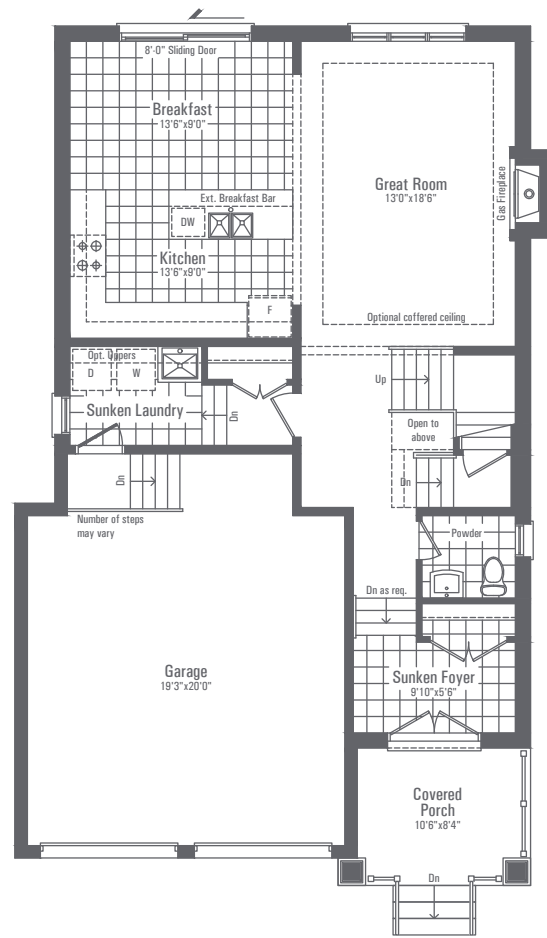 8'-0" Sliding Door
Breakfast
13'6"x9'0"
Great Room
13'0"x18'6"
Gas Fireplace
Ext. Breakfast Bar
DW
Kitchen
13'6"x9'0"
F
Optional coffered ceiling
Opt. Uppers
D
W
Sunken Laundry
Dn
Up
Open to
above
Dn
Dn
Number of steps
may vary
Powder
Dn as req.
Garage
19'3"x20'0"
Sunken Foyer
9'10"x5'6"
Covered
Porch
10'6"x8'4"
Dn